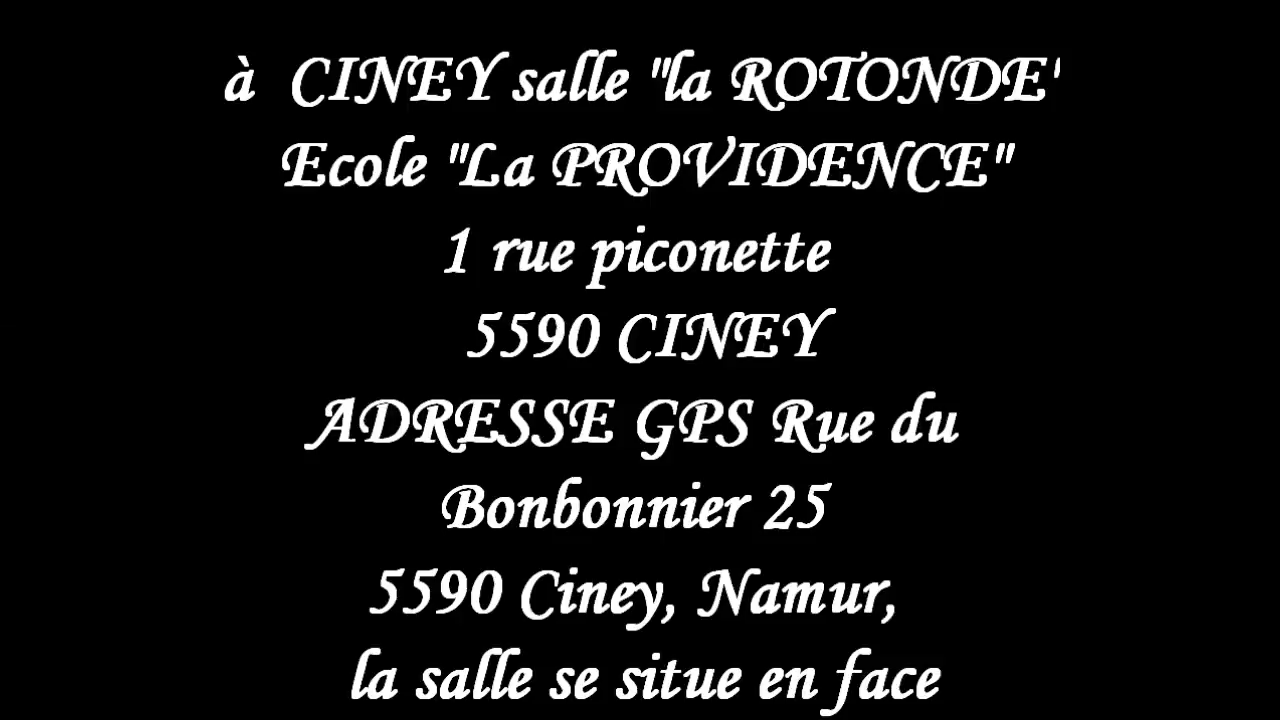 à CINEY salle "la ROTONDE"
Ecole "La PROVIDENCE"
1 rue piconette
5590 CINEY
ADRESSE GPS Rue du
Bonbonnier 25
5590 Ciney, Namur,
la salle se situe en face